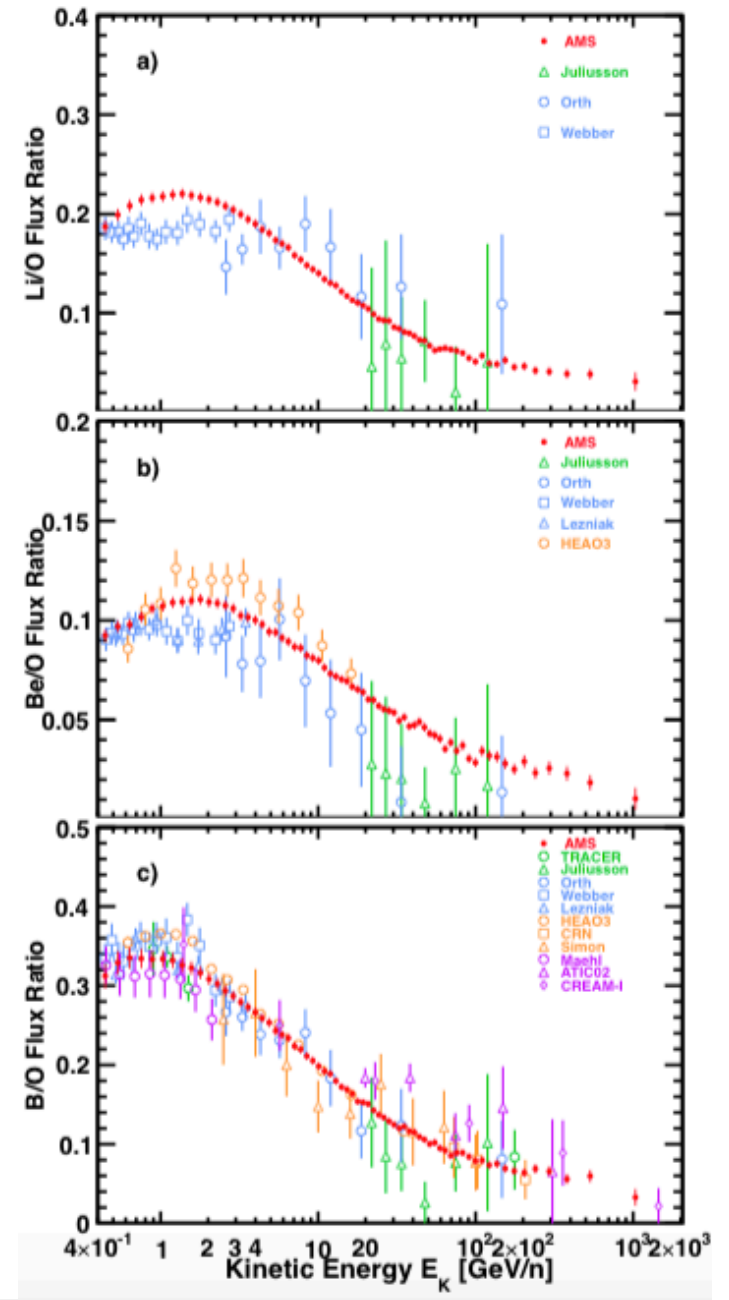 0.4
a)
AMS
Juliusson
Orth
Webber
0.3
0.2
0.1
Li/O Flux Ratio
0.2
b)
AMS
Juliusson
Orth
Webber
Lezniak
HEAO3
0.15
0.1
0.05
Be/O Flux Ratio
0.5
c)
AMS
TRACER
Juliusson
Orth
Webber
Lezniak
HEAO3
CRN
Simon
Maehl
ATIC02
CREAM-I
0.4
0.3
0.2
0.1
0
B/O Flux Ratio
4×10⁻¹ 1 2 3 4 10 20 10² 2×10² 10³ 2×10³
Kinetic Energy E_K [GeV/n]